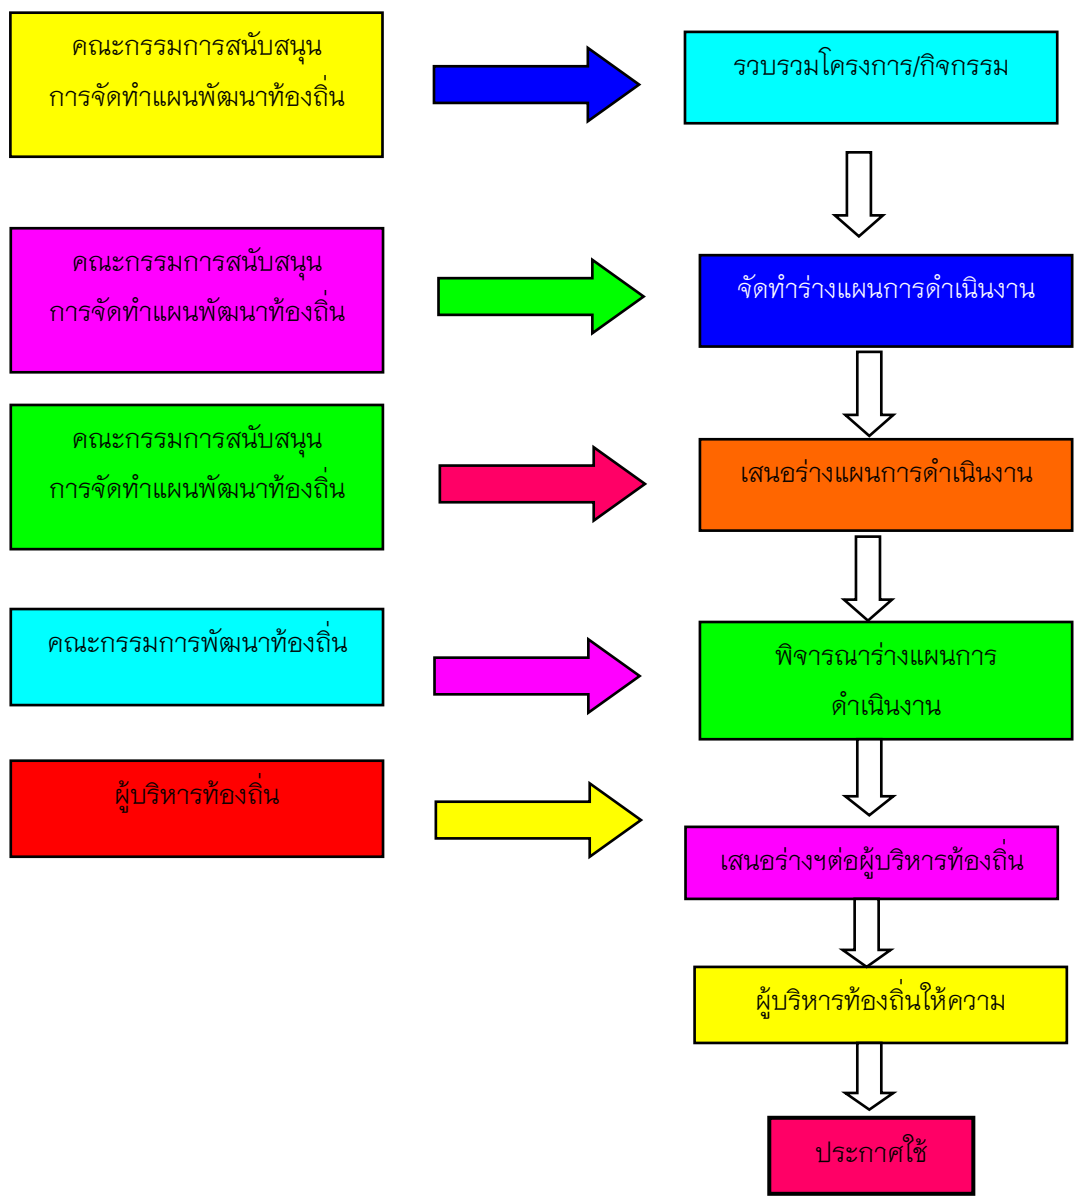 คณะกรรมการสนับสนุน
การจัดทำแผนพัฒนาท้องถิ่น
รวบรวมโครงการ/กิจกรรม
คณะกรรมการสนับสนุน
การจัดทำแผนพัฒนาท้องถิ่น
จัดทำร่างแผนการดำเนินงาน
คณะกรรมการสนับสนุน
การจัดทำแผนพัฒนาท้องถิ่น
เสนอร่างแผนการดำเนินงาน
คณะกรรมการพัฒนาท้องถิ่น
พิจารณาร่างแผนการ
ดำเนินงาน
ผู้บริหารท้องถิ่น
เสนอร่างฯต่อผู้บริหารท้องถิ่น
ผู้บริหารท้องถิ่นให้ความ
ประกาศใช้